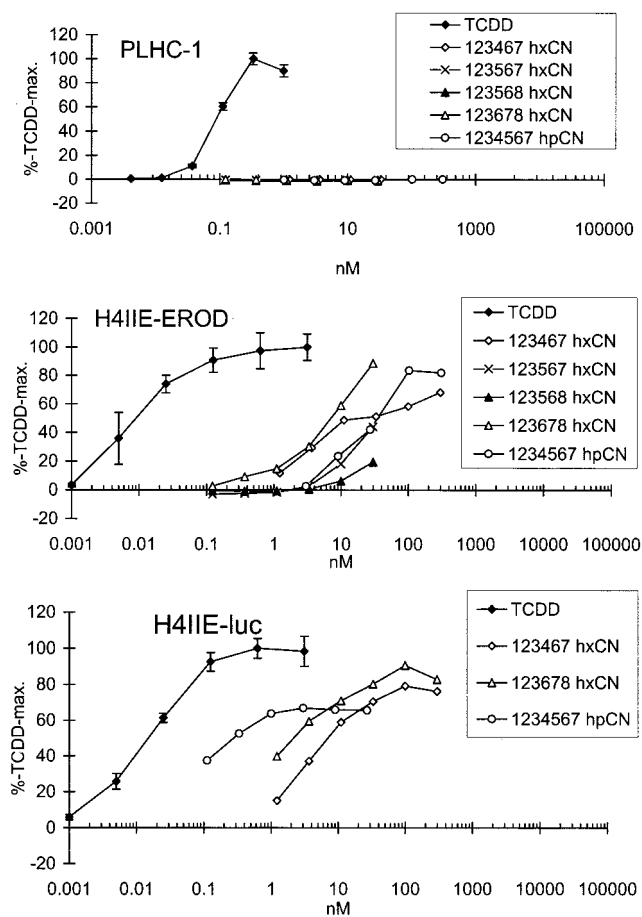 PLHC-1
%-TCDD-max.
120
100
80
60
40
20
0
-20
0.001 0.1 10 1000 100000
nM
TCDD
123467 hxCN
123567 hxCN
123568 hxCN
123678 hxCN
1234567 hpCN
H4IIE-EROD
%-TCDD-max.
120
100
80
60
40
20
0
-20
0.001 0.01 0.1 1 10 100 1000 10000 100000
nM
TCDD
123467 hxCN
123567 hxCN
123568 hxCN
123678 hxCN
1234567 hpCN
H4IIE-luc
%-TCDD-max.
120
100
80
60
40
20
0
-20
0.001 0.01 0.1 1 10 100 1000 10000 100000
nM
TCDD
123467 hxCN
123678 hxCN
1234567 hpCN